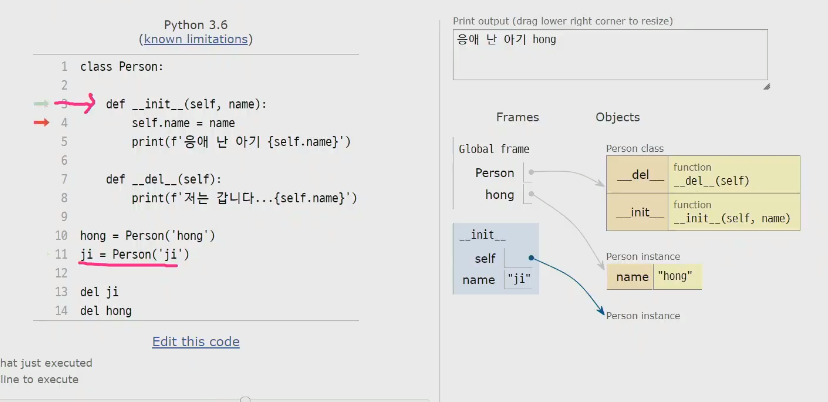 Python 3.6
(known limitations)
1 class Person:
2
3 def __init__(self, name):
4 self.name = name
5 print(f'응애 난 아기 {self.name}')
6
7 def __del__(self):
8 print(f'저는 갑니다...{self.name}')
9
10 hong = Person('hong')
11 ji = Person('ji')
12
13 del ji
14 del hong
Edit this code
hat just executed
line to execute
Print output (drag lower right corner to resize)
응애 난 아기 hong
Frames
Objects
Global frame
Person
hong
__init__
self
name "ji"
Person class
__del__ function
__del__(self)
__init__ function
__init__(self, name)
Person instance
name "hong"
Person instance